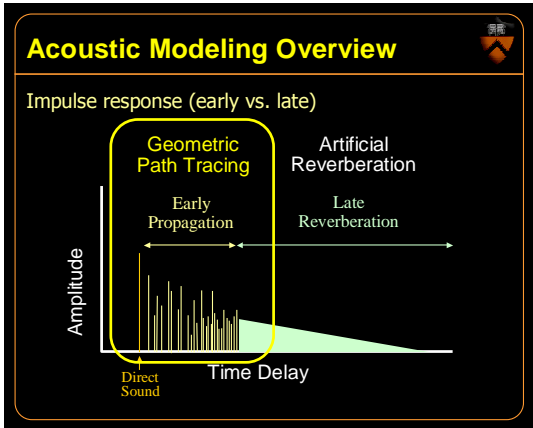 Acoustic Modeling Overview
Impulse response (early vs. late)
Geometric
Path Tracing
Artificial
Reverberation
Early
Propagation
Late
Reverberation
Amplitude
Direct
Sound
Time Delay